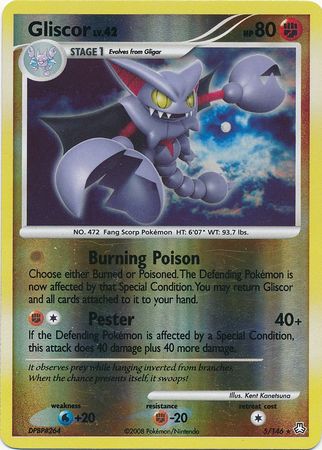 Gliscor LV.42 HP 80
STAGE 1 Evolves from Gligar
NO. 472 Fang Scorp Pokémon HT: 6'07" WT: 93.7 lbs.
Burning Poison
Choose either Burned or Poisoned. The Defending Pokémon is
now affected by that Special Condition. You may return Gliscor
and all cards attached to it to your hand.
Pester 40+
If the Defending Pokémon is affected by a Special Condition,
this attack does 40 damage plus 40 more damage.
It observes prey while hanging inverted from branches.
When the chance presents itself, it swoops!
Illus. Kent Kanetsuna
weakness resistance retreat cost
+20 -20
DPBP#264 ©2008 Pokémon/Nintendo 5/146 ★